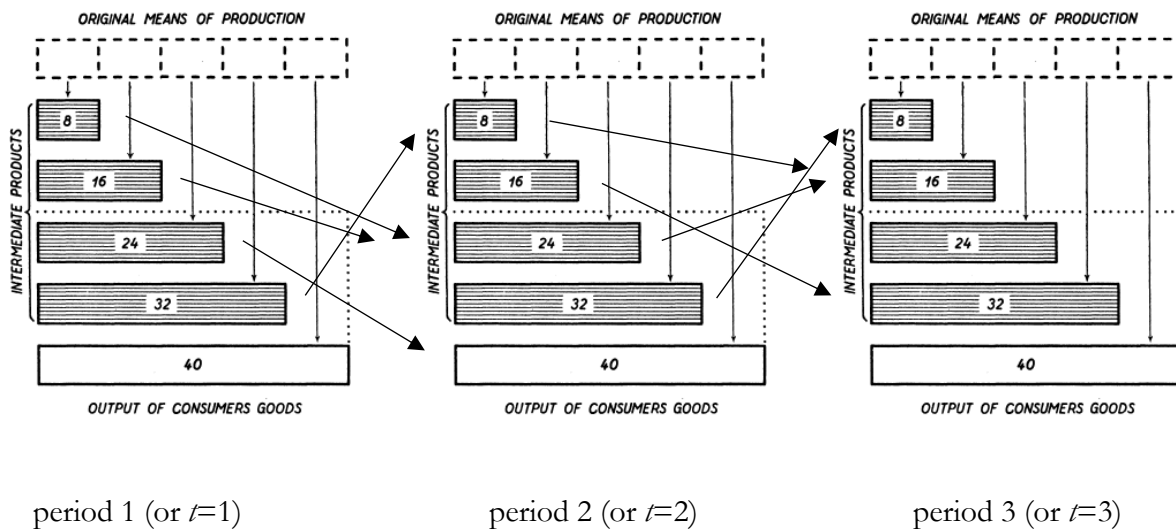 ORIGINAL MEANS OF PRODUCTION
INTERMEDIATE PRODUCTS
8
16
24
32
40
OUTPUT OF CONSUMERS GOODS
period 1 (or t=1)
ORIGINAL MEANS OF PRODUCTION
INTERMEDIATE PRODUCTS
8
16
24
32
40
OUTPUT OF CONSUMERS GOODS
period 2 (or t=2)
ORIGINAL MEANS OF PRODUCTION
INTERMEDIATE PRODUCTS
8
16
24
32
40
OUTPUT OF CONSUMERS GOODS
period 3 (or t=3)